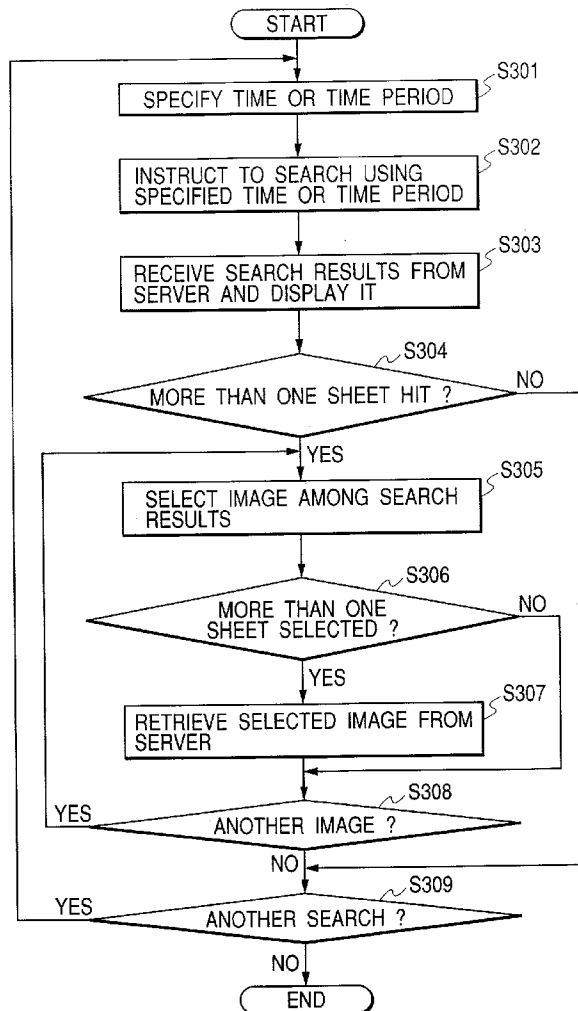 START
S301
SPECIFY TIME OR TIME PERIOD
S302
INSTRUCT TO SEARCH USING
SPECIFIED TIME OR TIME PERIOD
S303
RECEIVE SEARCH RESULTS FROM
SERVER AND DISPLAY IT
S304
MORE THAN ONE SHEET HIT ?
NO
YES
S305
SELECT IMAGE AMONG SEARCH
RESULTS
S306
MORE THAN ONE
SHEET SELECTED ?
NO
YES
S307
RETRIEVE SELECTED IMAGE FROM
SERVER
S308
YES
ANOTHER IMAGE ?
NO
S309
YES
ANOTHER SEARCH ?
NO
END